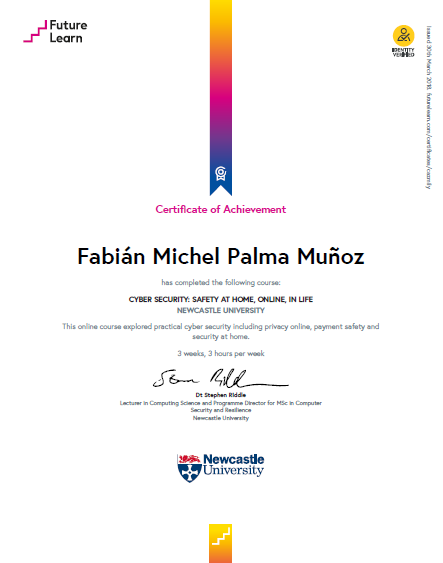 Future
Learn
IDENTITY
VERIFIED
Certificate of Achievement
Fabián Michel Palma Muñoz
has completed the following course:
CYBER SECURITY: SAFETY AT HOME, ONLINE, IN LIFE
NEWCASTLE UNIVERSITY
This online course explored practical cyber security including privacy online, payment safety and
security at home.
3 weeks, 3 hours per week
Dr Stephen Riddle
Lecturer in Computing Science and Programme Director for MSc in Computer
Security and Resilience
Newcastle University
Newcastle
University
Issued 30th March 2018. futurelearn.com/certificates/